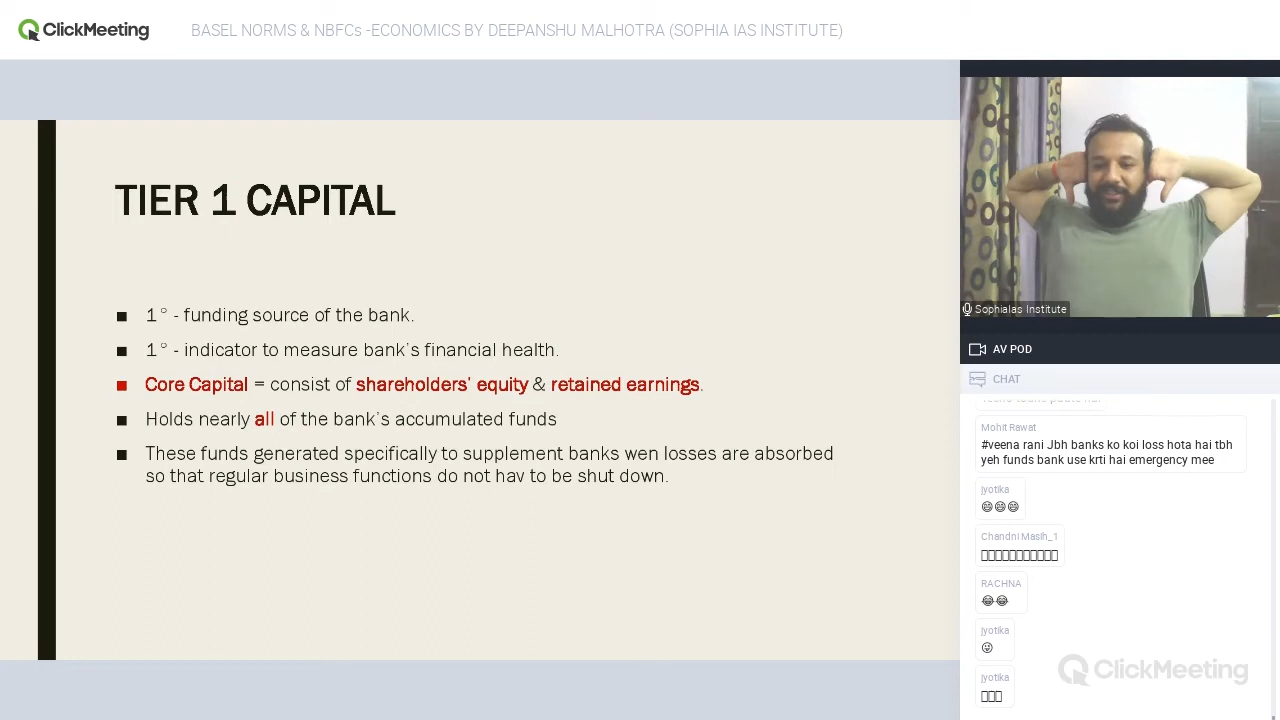 ClickMeeting
BASEL NORMS & NBFCs -ECONOMICS BY DEEPANSHU MALHOTRA (SOPHIA IAS INSTITUTE)
TIER 1 CAPITAL
■ 1° - funding source of the bank.
■ 1° - indicator to measure bank's financial health.
■ Core Capital = consist of shareholders' equity & retained earnings.
■ Holds nearly all of the bank's accumulated funds
■ These funds generated specifically to supplement banks wen losses are absorbed
so that regular business functions do not hav to be shut down.
SophiaIas Institute
AV POD
CHAT
Mohit Rawat
#veena rani Jbh banks ko koi loss hota hai tbh
yeh funds bank use krti hai emergency mee
jyotika
😄😄😄
Chandni Masih_1
RACHNA
😂😂
jyotika
😜
jyotika
ClickMeeting